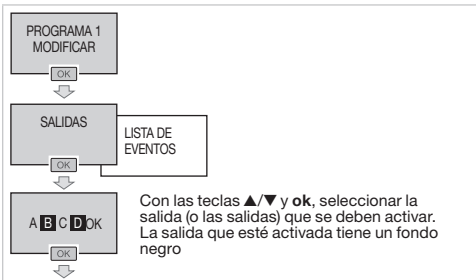 PROGRAMA 1
MODIFICAR
OK
SALIDAS
LISTA DE
EVENTOS
OK
A B C D OK
Con las teclas ▲/▼ y ok, seleccionar la
salida (o las salidas) que se deben activar.
La salida que esté activada tiene un fondo
negro
OK